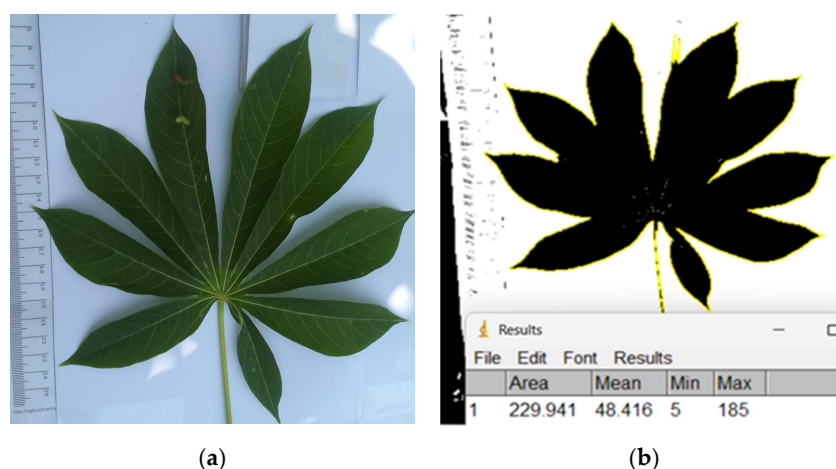 Results
File Edit Font Results
Area Mean Min Max
1 229.941 48.416 5 185
(a) (b)